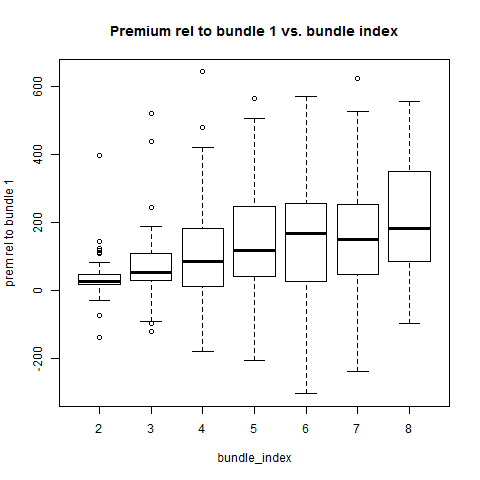 Premium rel to bundle 1 vs. bundle index
prem rel to bundle 1
600
400
200
0
-200
2 3 4 5 6 7 8
bundle_index